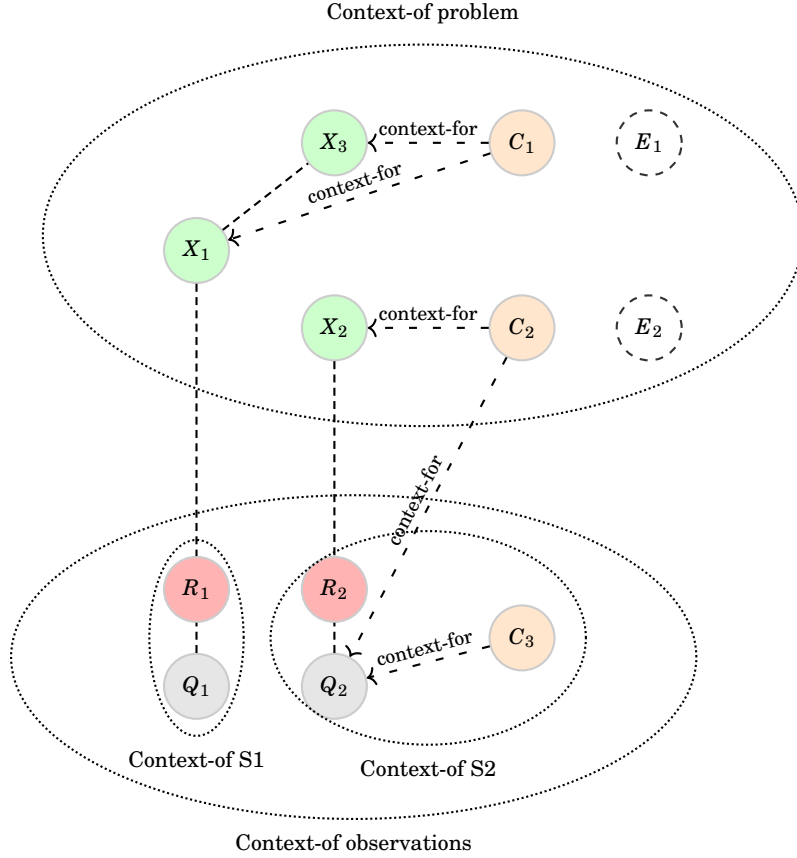 Context-of problem
X3
context-for
C1
E1
context-for
X1
X2
context-for
C2
E2
context-for
R1
R2
C3
context-for
Q1
Q2
Context-of S1
Context-of S2
Context-of observations